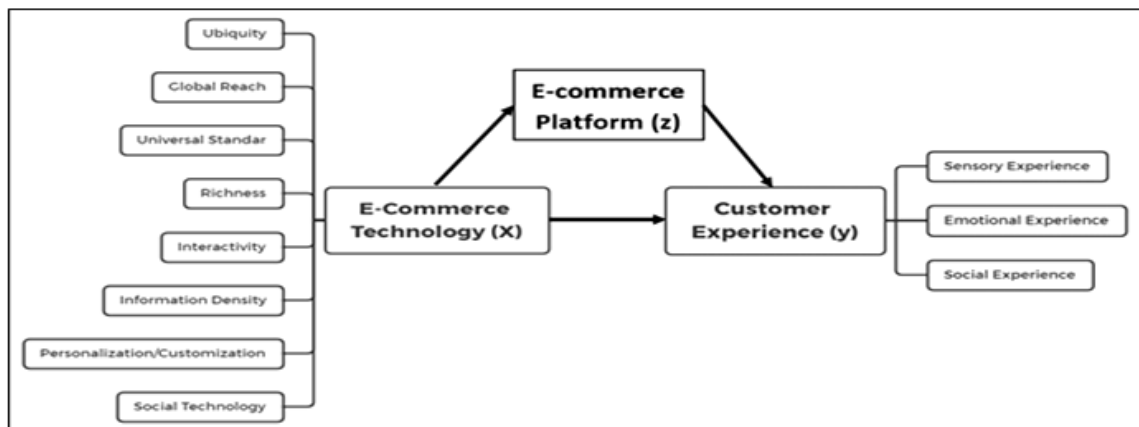 Ubiquity
Global Reach
Universal Standar
Richness
Interactivity
Information Density
Personalization/Customization
Social Technology
E-Commerce
Technology (X)
E-commerce
Platform (z)
Customer
Experience (y)
Sensory Experience
Emotional Experience
Social Experience